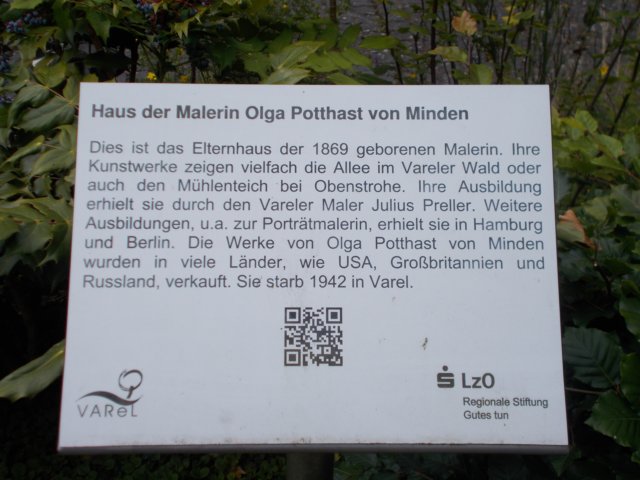 Haus der Malerin Olga Potthast von Minden
Dies ist das Elternhaus der 1869 geborenen Malerin. Ihre
Kunstwerke zeigen vielfach die Allee im Vareler Wald oder
auch den Mühlenteich bei Obenstrohe. Ihre Ausbildung
erhielt sie durch den Vareler Maler Julius Preller. Weitere
Ausbildungen, u.a. zur Porträtmalerin, erhielt sie in Hamburg
und Berlin. Die Werke von Olga Potthast von Minden
wurden in viele Länder, wie USA, Großbritannien und
Russland, verkauft. Sie starb 1942 in Varel.
VAReL
LzO
Regionale Stiftung
Gutes tun